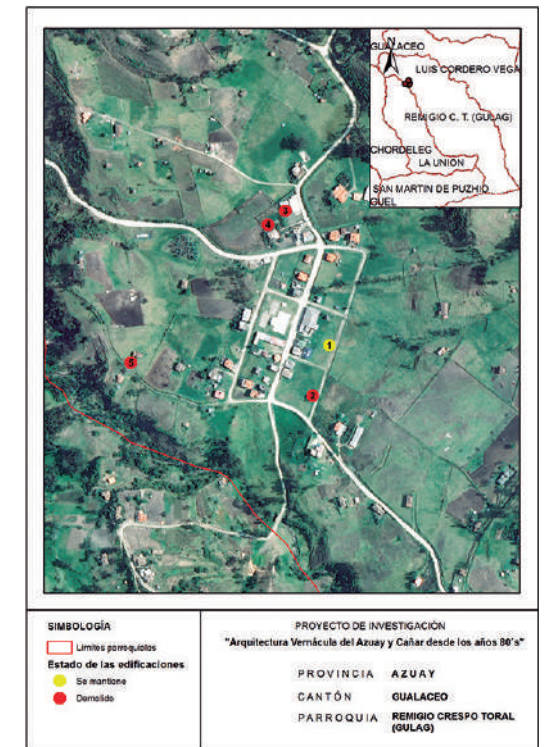 N
GUALACEO
LUIS CORDERO VEGA
REMIGIO C. T. (GULAG)
CHORDELEG
LA UNIÓN
SAN MARTIN DE PUZHIO
GUEL
3
4
1
5
2
SIMBOLOGÍA
Límites parroquiales
Estado de las edificaciones
Se mantiene
Demolido
PROYECTO DE INVESTIGACIÓN
"Arquitectura Vernácula del Azuay y Cañar desde los años 80's"
PROVINCIA AZUAY
CANTÓN GUALACEO
PARROQUIA REMIGIO CRESPO TORAL
(GULAG)